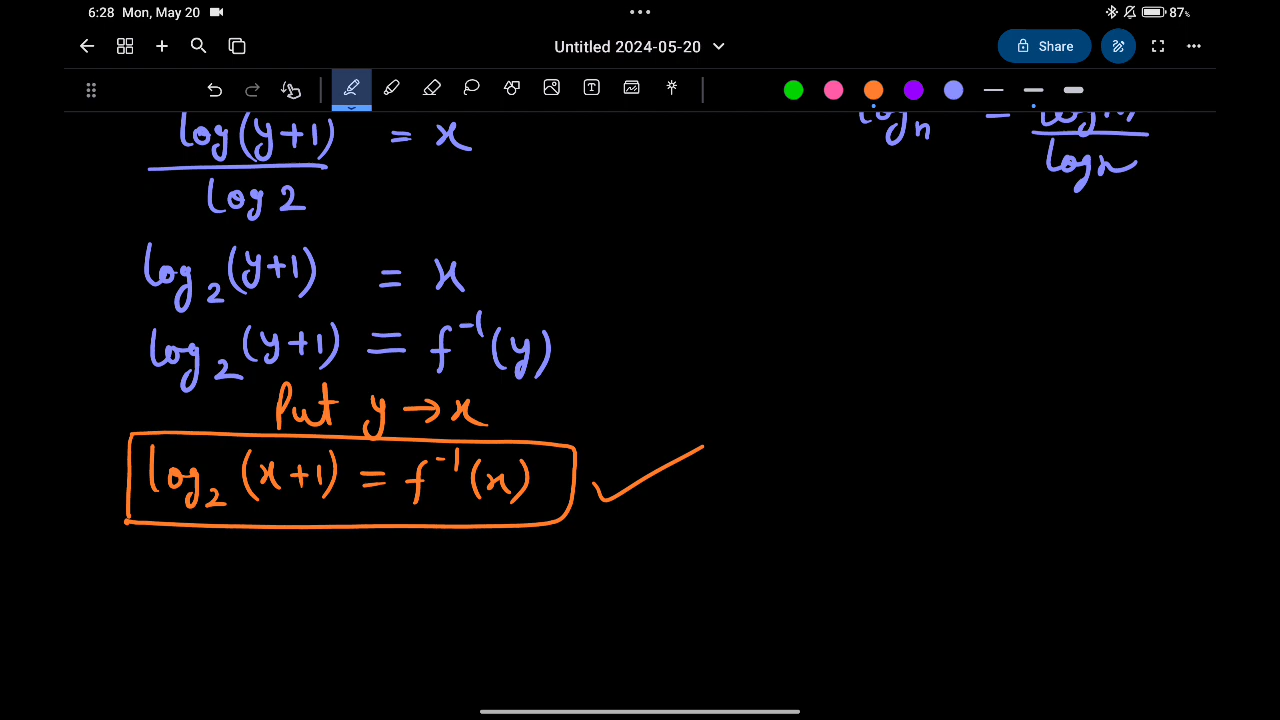 6:28 Mon, May 20
87%
Untitled 2024-05-20
Share
T
log(y+1) = x
log 2
log n
log₂(y+1) = x
log₂(y+1) = f⁻¹(y)
Put y → x
log₂(x+1) = f⁻¹(x)